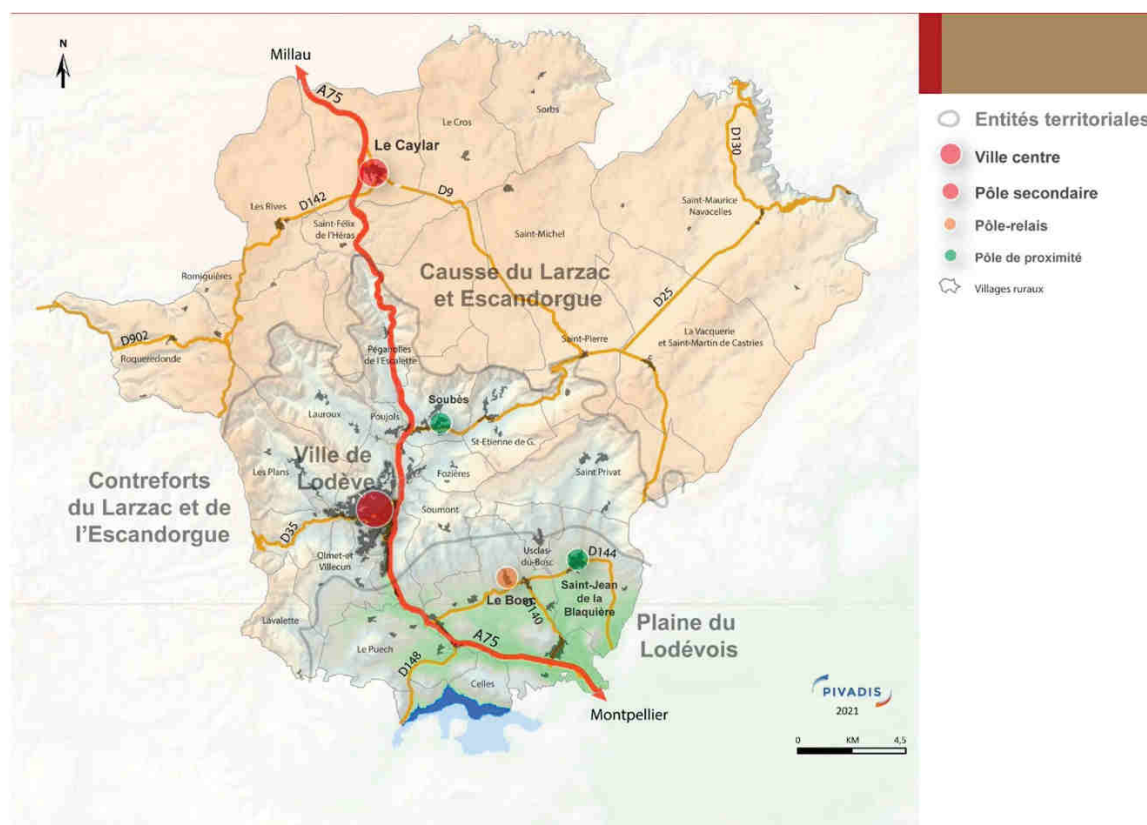 N
Millau
A75
Le Cros
Sorbs
Le Caylar
D130
D9
D142
Les Rives
Saint-Félix
de l'Héras
Saint-Maurice
Navacelles
Saint-Michel
Causse du Larzac
et Escandorgue
Romiguières
D25
D902
Roqueredonde
Saint-Pierre
La Vacquerie
et Saint-Martin de Castries
Pégairolles
de l'Escalette
Soubès
Lauroux
Poujols
St-Etienne de G.
Ville de
Lodève
Les Plans
Fozières
Saint Privat
Contreforts
du Larzac et de
l'Escandorgue
Soumont
D35
Olmet-et
Villecun
Usclas-
du-Bosc
D144
Le Bosc
Saint-Jean
de la
Blaquière
D140
Lavalette
Plaine du
Lodévois
Le Puech
A75
D148
Celles
Montpellier
PIVADIS
2021
0 KM 4,5
Entités territoriales
Ville centre
Pôle secondaire
Pôle-relais
Pôle de proximité
Villages ruraux